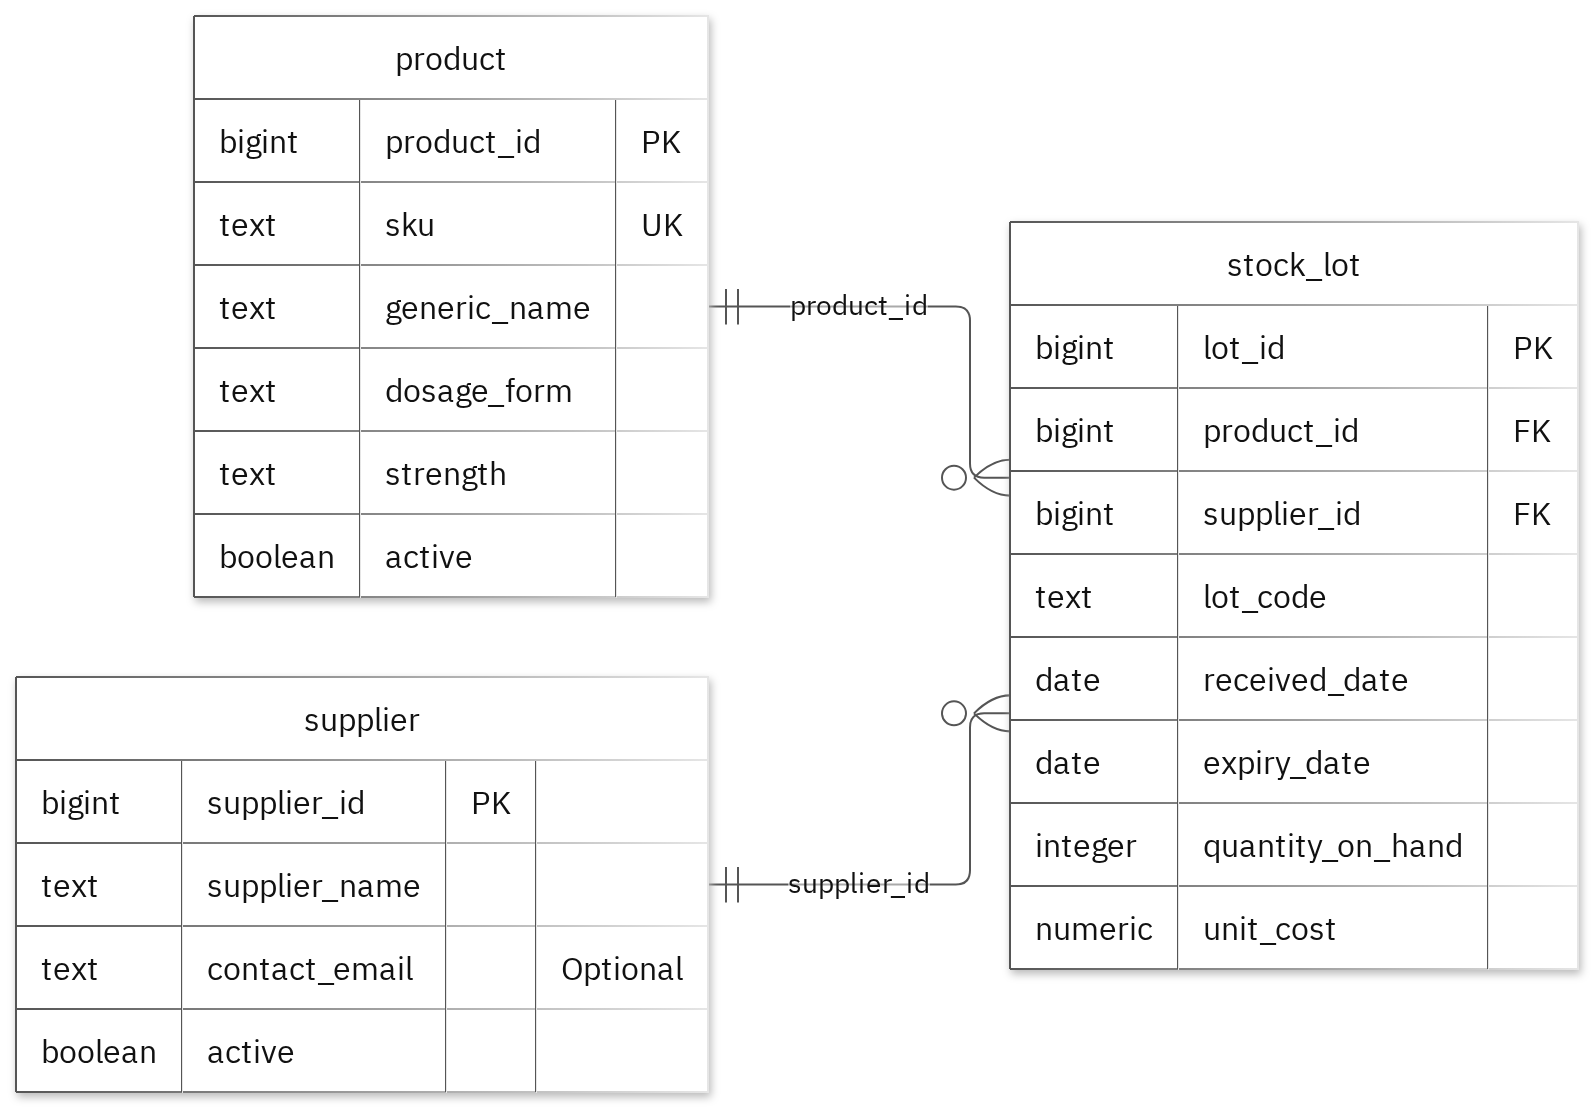 product
bigint product_id PK
text sku UK
text generic_name
text dosage_form
text strength
boolean active
product_id
stock_lot
bigint lot_id PK
bigint product_id FK
bigint supplier_id FK
text lot_code
date received_date
date expiry_date
integer quantity_on_hand
numeric unit_cost
supplier
bigint supplier_id PK
text supplier_name
text contact_email Optional
boolean active
supplier_id